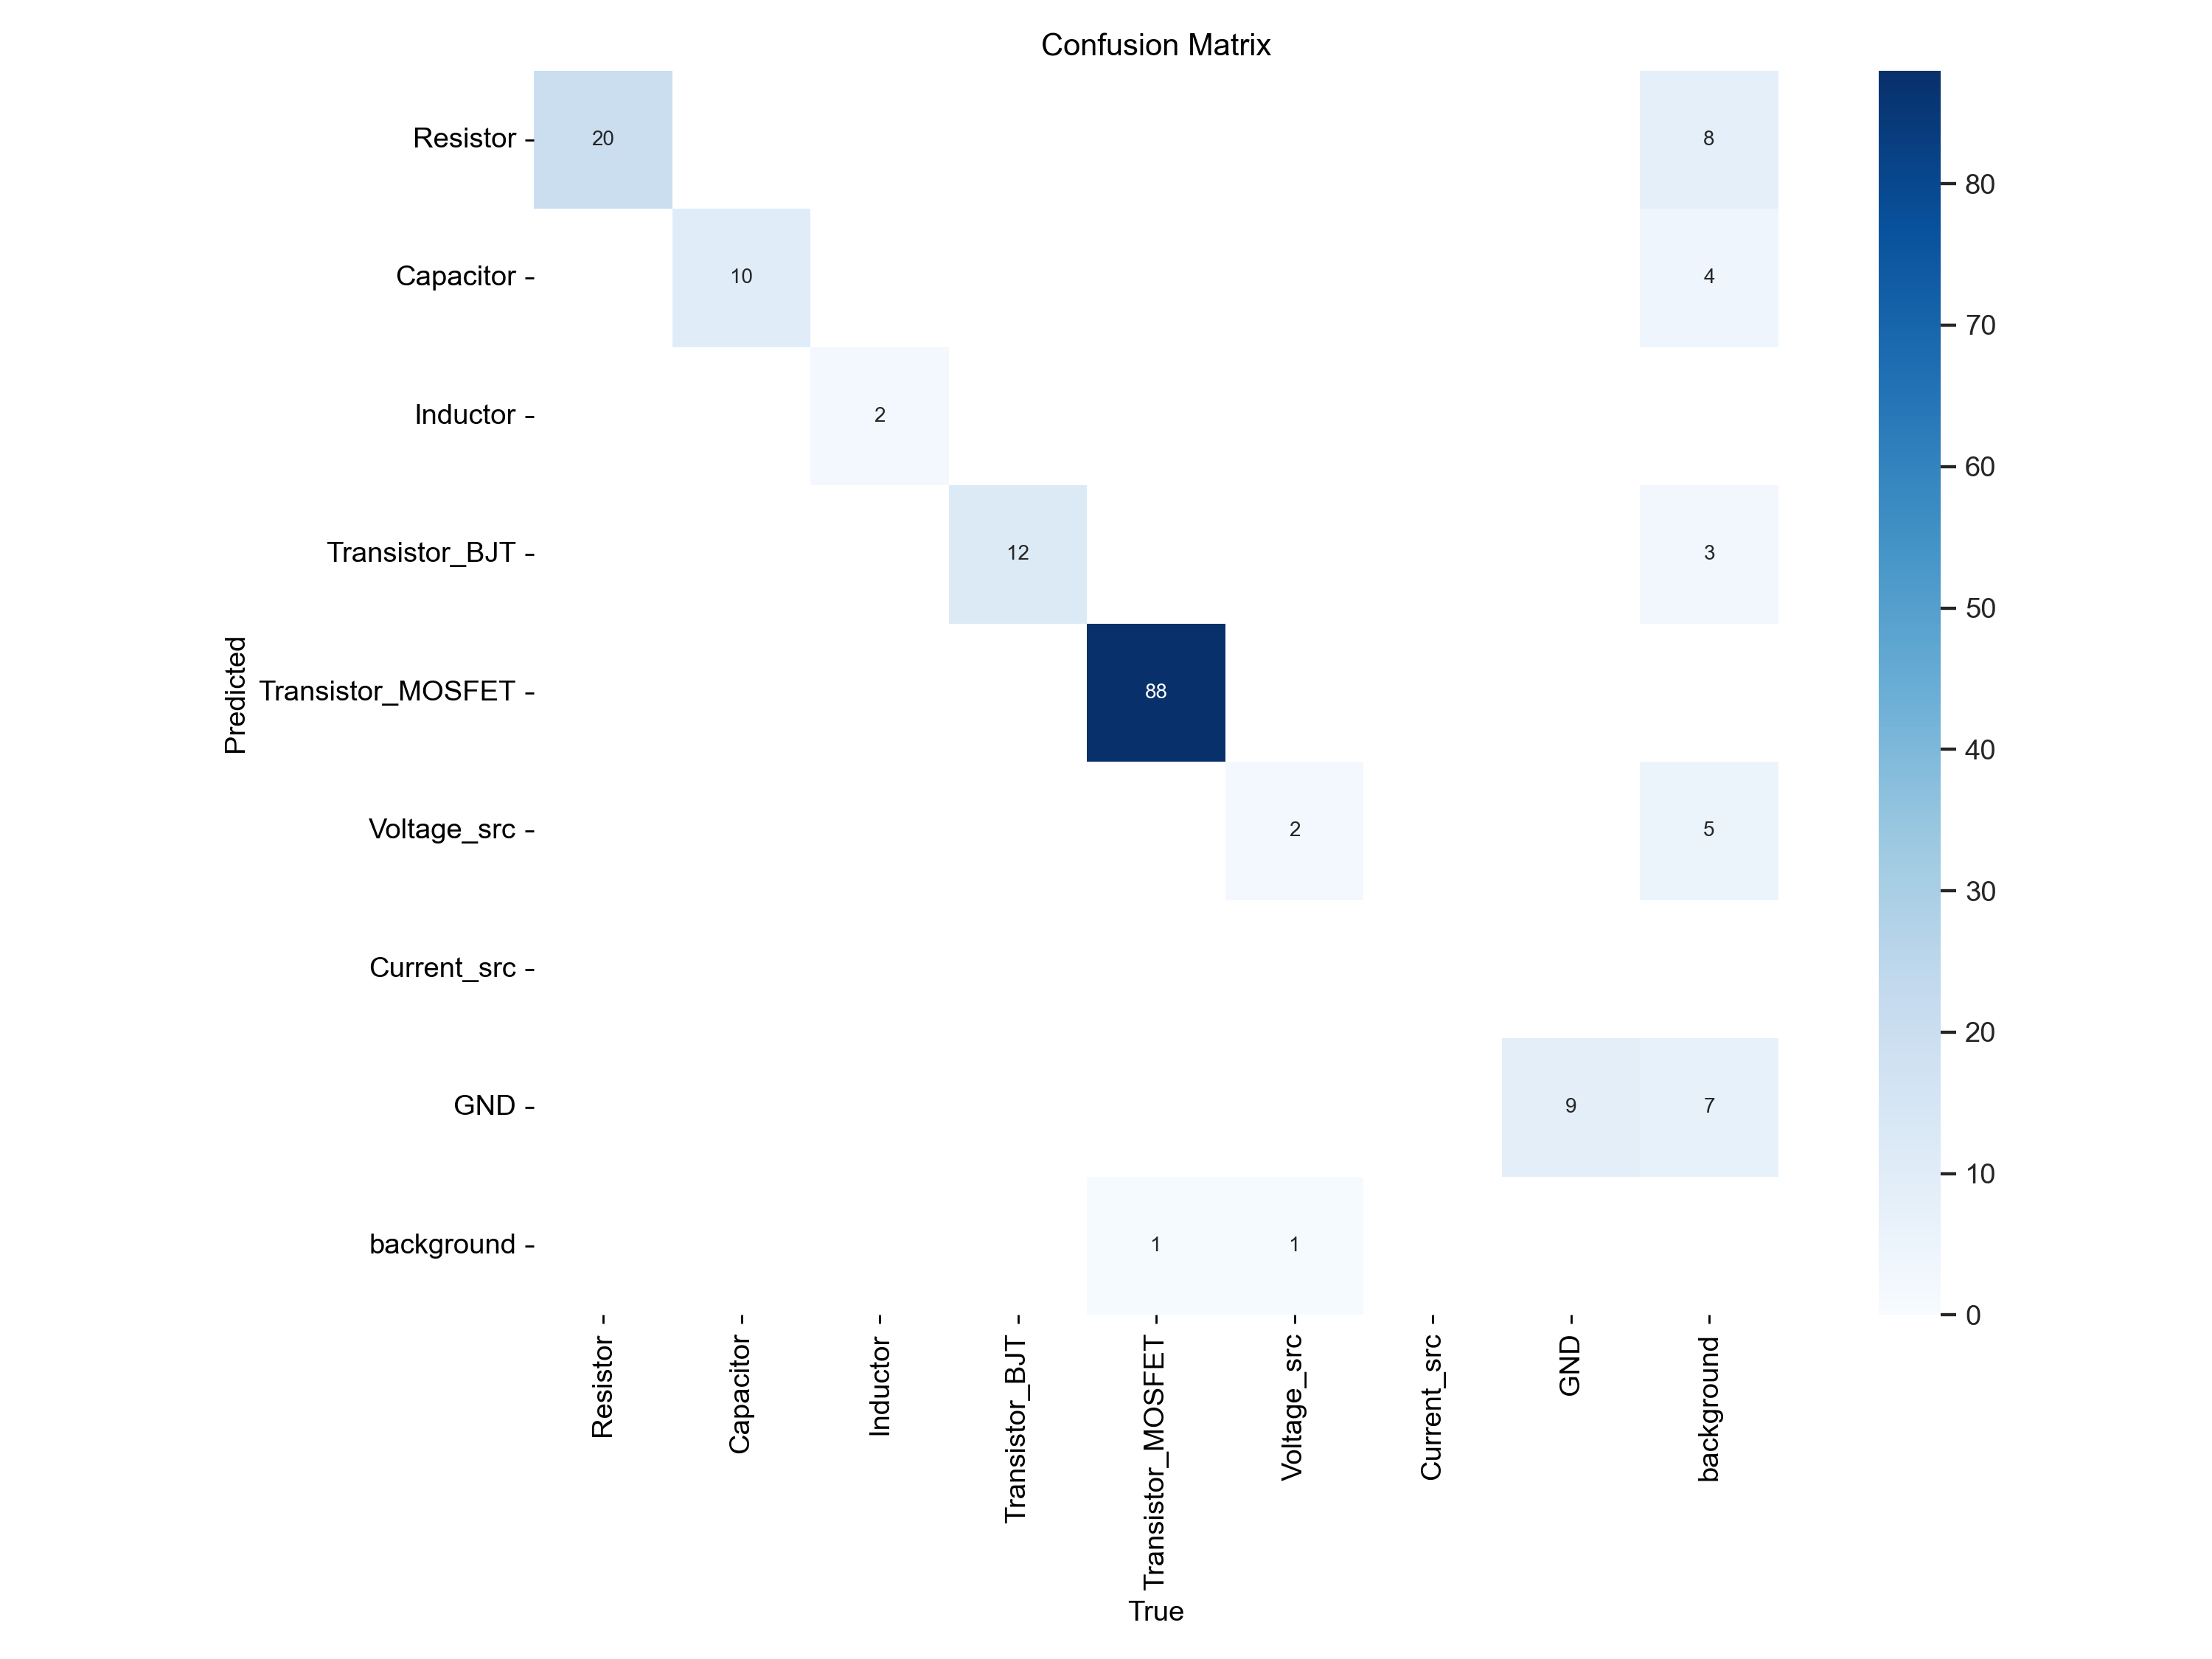 Confusion Matrix
Resistor
20
8
Capacitor
10
4
Inductor
2
Transistor_BJT
12
3
Transistor_MOSFET
88
Voltage_src
2
5
Current_src
GND
9
7
background
1
1
Predicted
Resistor
Capacitor
Inductor
Transistor_BJT
Transistor_MOSFET
Voltage_src
Current_src
GND
background
True
80
70
60
50
40
30
20
10
0